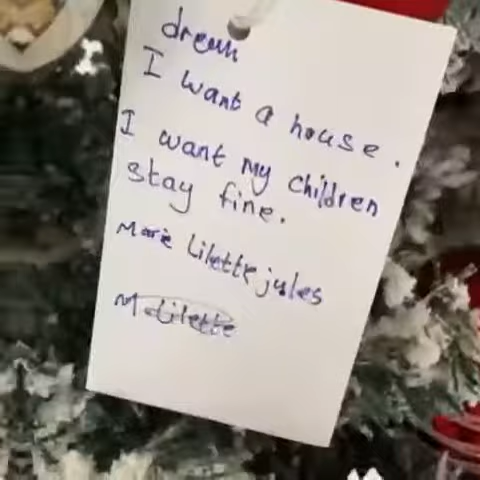 dream
I want a house.
I want my children
stay fine.
Marie Lilette jules
M Lilette